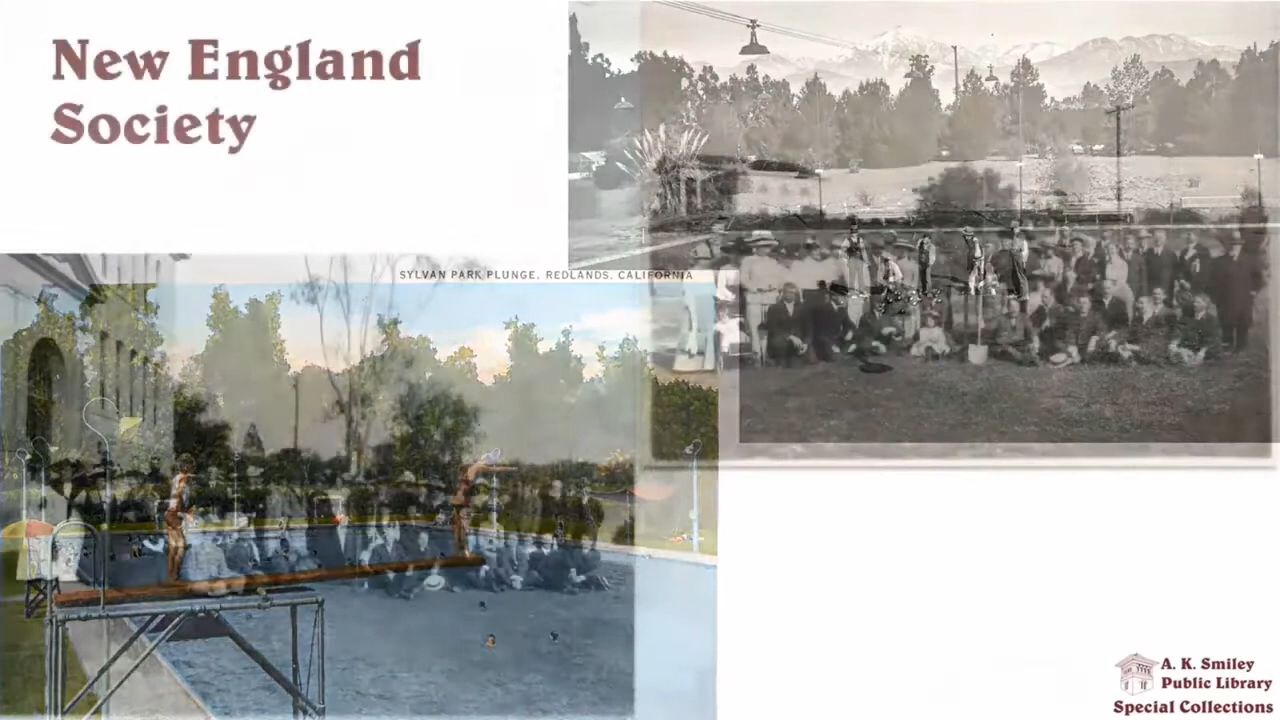 New England
Society
SYLVAN PARK PLUNGE, REDLANDS, CALIFORNIA
A. K. Smiley
Public Library
Special Collections